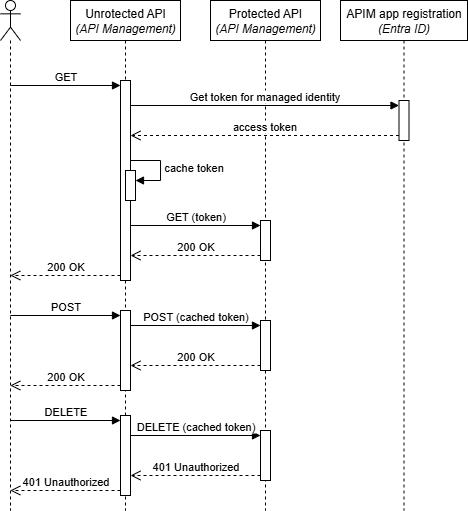 Unrotected API
(API Management)
Protected API
(API Management)
APIM app registration
(Entra ID)
GET
Get token for managed identity
access token
cache token
GET (token)
200 OK
200 OK
POST
POST (cached token)
200 OK
200 OK
DELETE
DELETE (cached token)
401 Unauthorized
401 Unauthorized